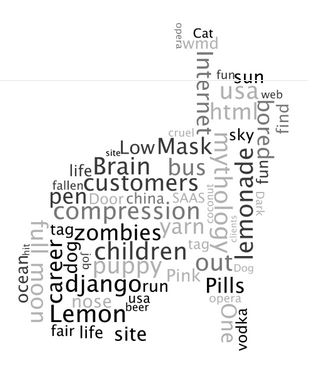 opera
Cat
wmd
Internet
fun
sun
usa
web
html
bored
find
cruel
sky
site
Low
Mask
mythology
lemonade
fun
life
Brain
bus
fallen
customers
pen
Door
china.
SAAS
coconut
Dark
compression
yarn
clients
full moon
tag
zombies
tag
hit
career
dog
job
children
out
Dog
ocean
puppy
Pink
django
run
Pills
nose
usa
opera
Lemon
beer
One
vodka
fair
life
site